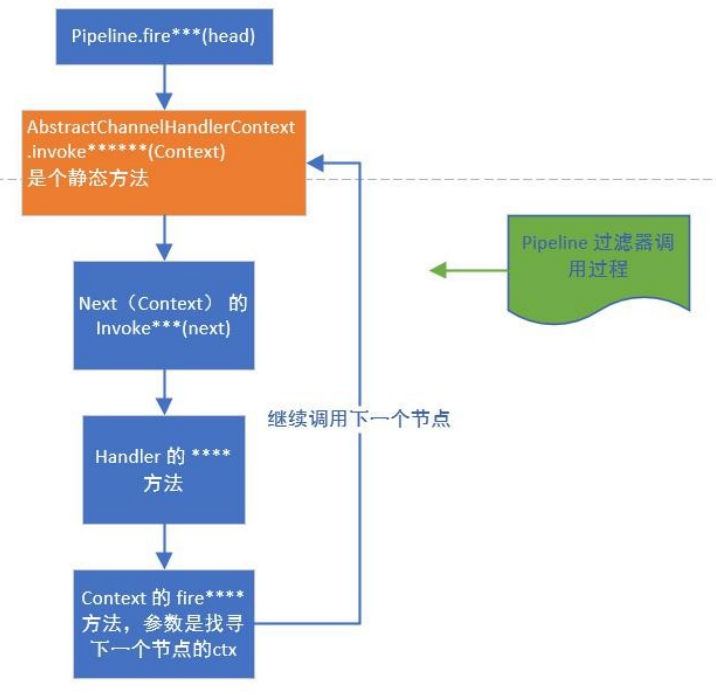 Pipeline.fire***(head)
AbstractChannelHandlerContext
.invoke******(Context)
是个静态方法
Pipeline 过滤器调
用过程
Next（Context） 的
Invoke***(next)
继续调用下一个节点
Handler 的 ****
方法
Context 的 fire****
方法，参数是找寻
下一个节点的ctx